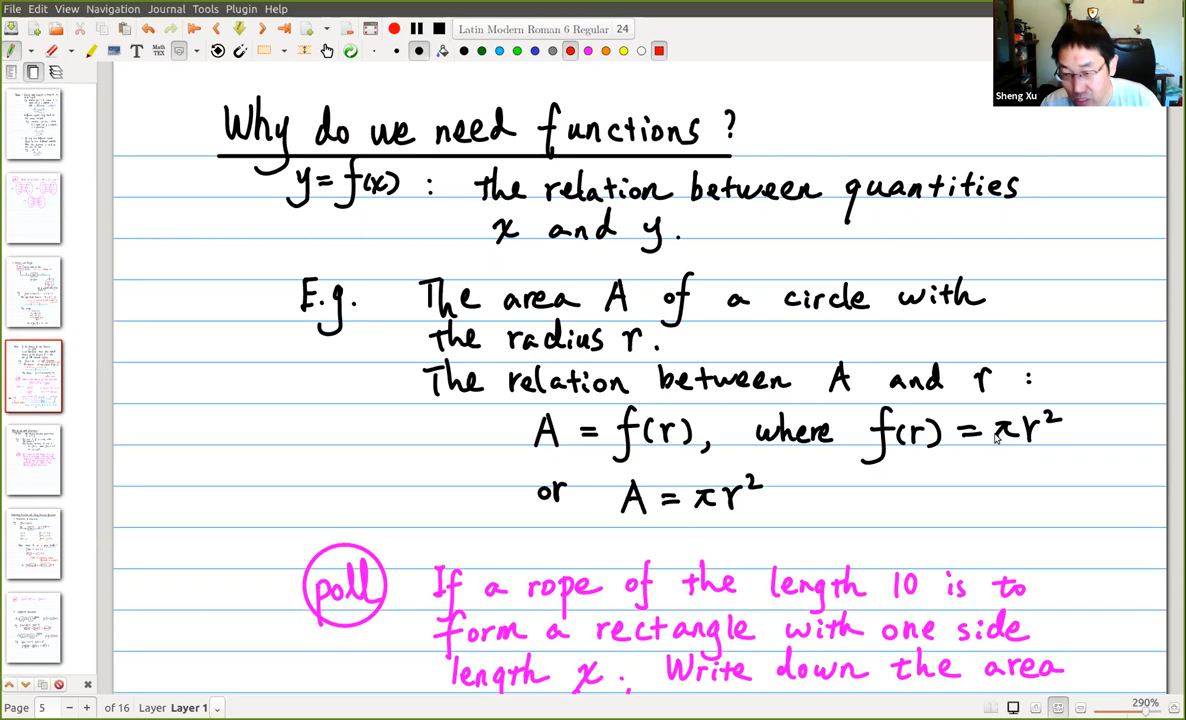 File Edit View Navigation Journal Tools Plugin Help
Latin Modern Roman 6 Regular 24
Sheng Xu
Why do we need functions ?
y = f(x) : the relation between quantities
x and y.
E.g. The area A of a circle with
the radius r.
The relation between A and r :
A = f(r), where f(r) = πr²
or A = πr²
poll If a rope of the length 10 is to
form a rectangle with one side
length x. Write down the area
Page 5 of 16 Layer Layer 1
290%